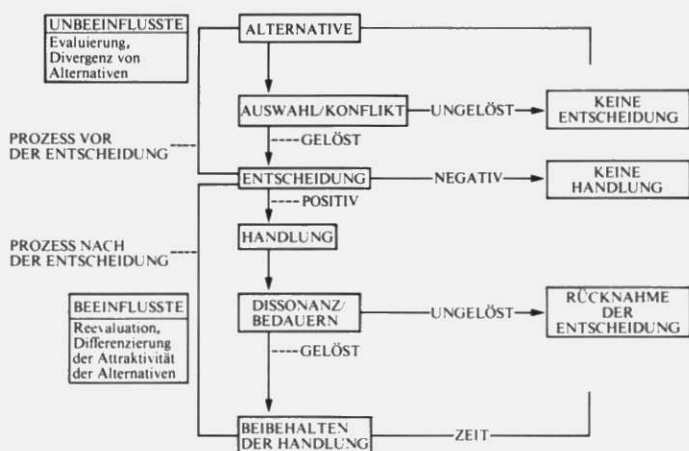 UNBEEINFLUSSTE
Evaluierung,
Divergenz von
Alternativen
ALTERNATIVE
AUSWAHL/KONFLIKT
UNGELÖST
KEINE
ENTSCHEIDUNG
GELÖST
PROZESS VOR
DER ENTSCHEIDUNG
ENTSCHEIDUNG
NEGATIV
KEINE
HANDLUNG
POSITIV
HANDLUNG
PROZESS NACH
DER ENTSCHEIDUNG
BEEINFLUSSTE
Reevaluation,
Differenzierung
der Attraktivität
der Alternativen
DISSONANZ/
BEDAUERN
UNGELÖST
RÜCKNAHME
DER
ENTSCHEIDUNG
GELÖST
BEIBEHALTEN
DER HANDLUNG
ZEIT